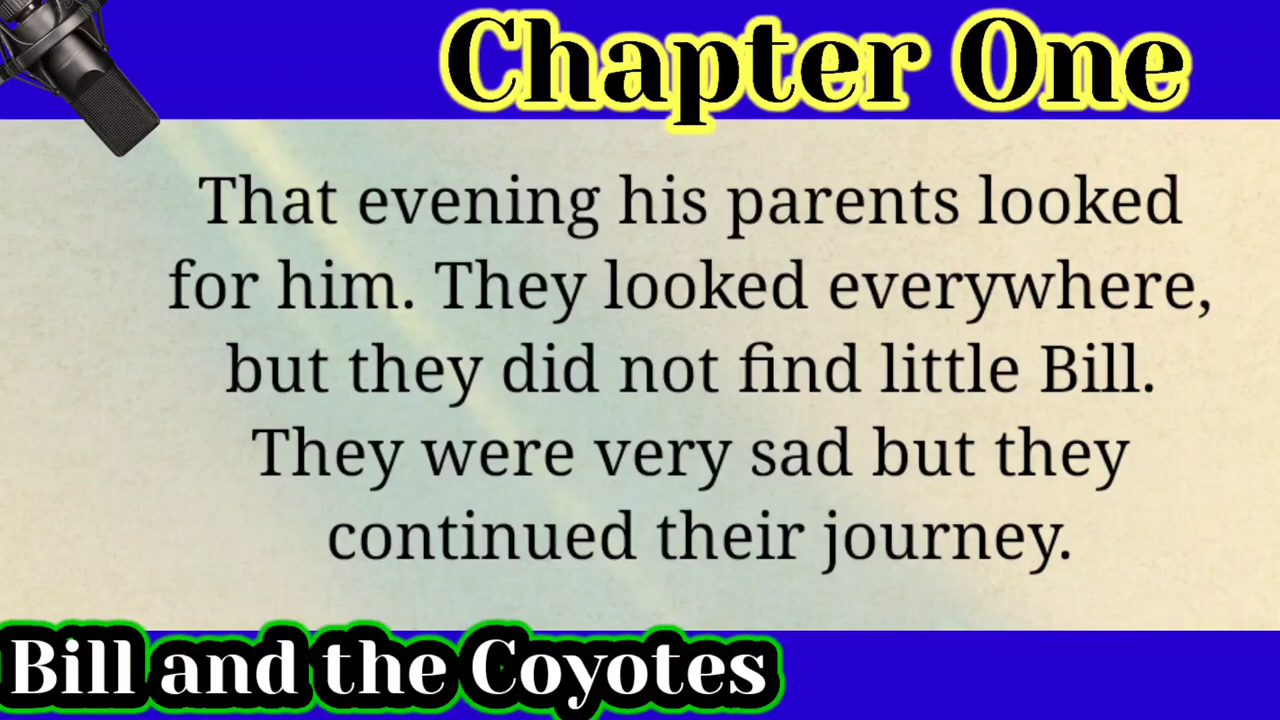 Chapter One
That evening his parents looked
for him. They looked everywhere,
but they did not find little Bill.
They were very sad but they
continued their journey.
Bill and the Coyotes